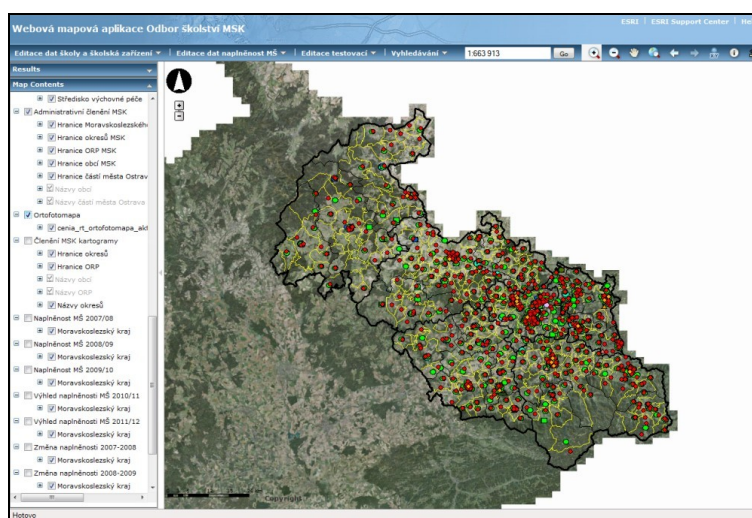 Webová mapová aplikace Odbor školství MSK
ESRI | ESRI Support Center | He
Editace dat školy a školská zařízení | Editace dat naplněnost MŠ | Editace testovací | Vyhledávání
1:663 913
Go
Results
Map Contents
Středisko výchovné péče
Administrativní členění MSK
Hranice Moravskoslezského
Hranice okresů MSK
Hranice ORP MSK
Hranice obcí MSK
Hranice částí města Ostrava
Názvy obcí
Názvy částí města Ostrava
Ortofotomapa
cenia_rt_ortofotomapa_akt
Členění MSK kartogramy
Hranice okresů
Hranice ORP
Názvy obcí
Názvy ORP
Názvy okresů
Naplněnost MŠ 2007/08
Moravskoslezský kraj
Naplněnost MŠ 2008/09
Moravskoslezský kraj
Naplněnost MŠ 2009/10
Moravskoslezský kraj
Výhled naplněnosti MŠ 2010/11
Moravskoslezský kraj
Výhled naplněnosti MŠ 2011/12
Moravskoslezský kraj
Změna naplněnosti 2007-2008
Moravskoslezský kraj
Změna naplněnosti 2008-2009
Moravskoslezský kraj
Copyright
Hotovo